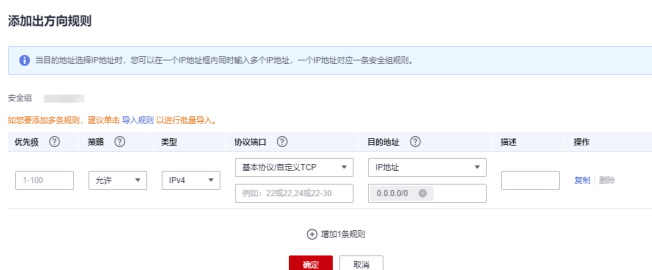 添加出方向规则
当目的地址选择IP地址时，您可以在一个IP地址框内同时输入多个IP地址，一个IP地址对应一条安全组规则。
安全组
如您要添加多条规则，建议单击 导入规则 以进行批量导入。
优先级 策略 类型 协议端口 目的地址 描述 操作
基本协议/自定义TCP IP地址
1-100 允许 IPv4 复制 删除
例如：22或22,24或22-30 0.0.0.0/0
增加1条规则
确定 取消